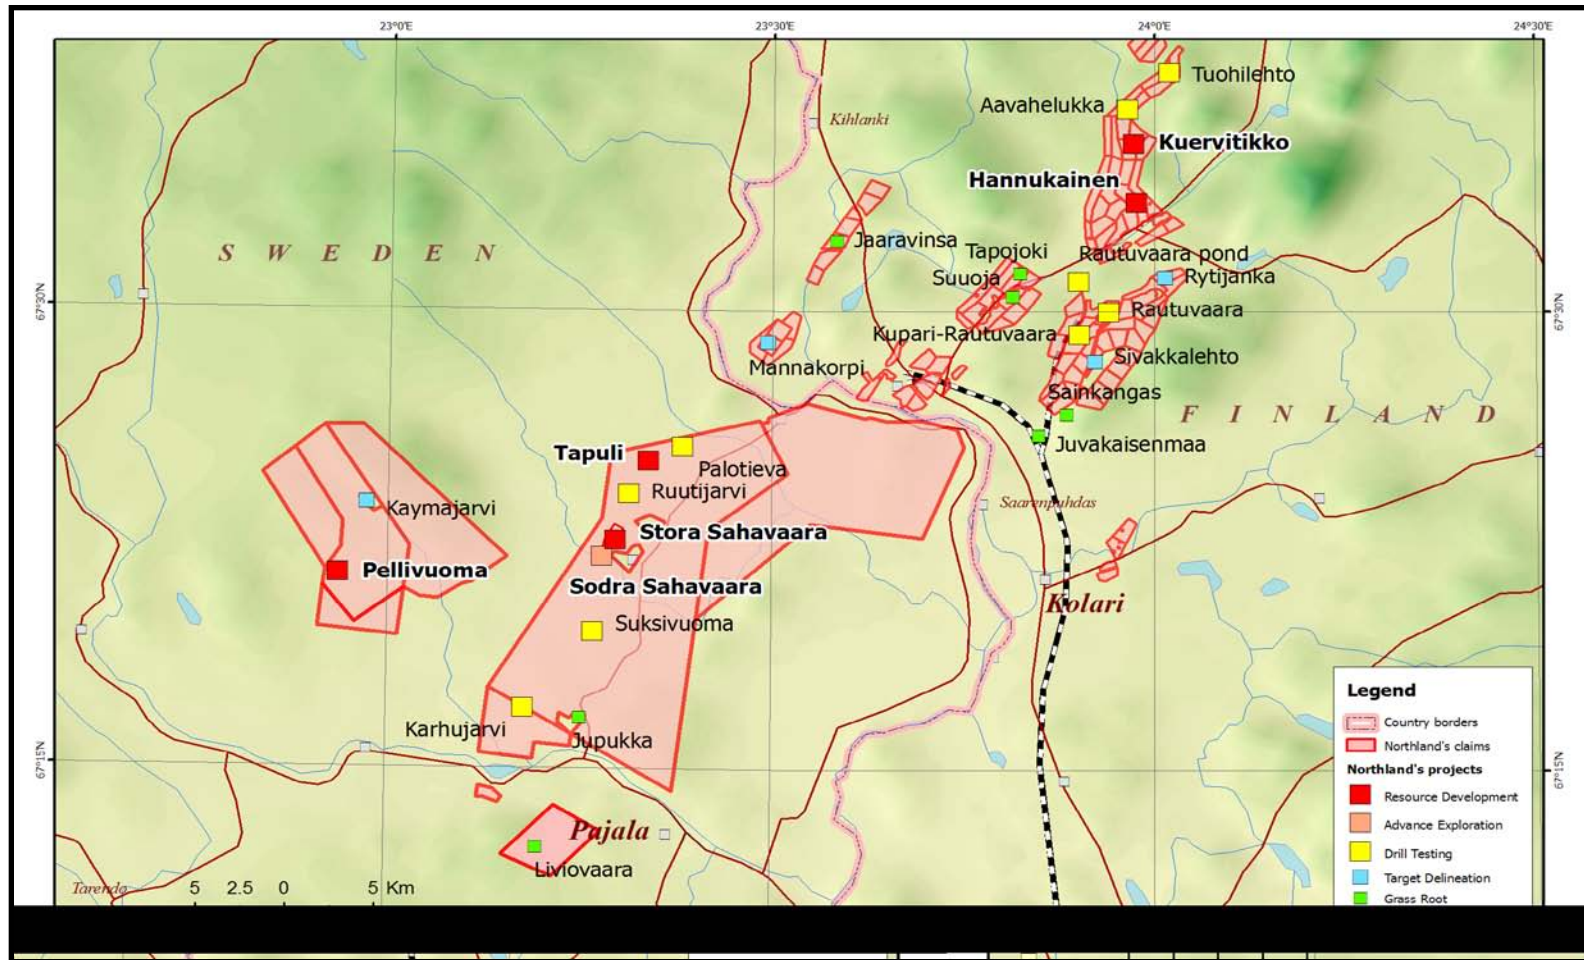 23°0'E
23°30'E
24°0'E
24°30'E
Tuohilehto
Aavahelukka
Kihlanki
Kuervitikko
Hannukainen
SWEDEN
Jaaravinsa
Tapojoki
Rautuvaara pond
Suuoja
Rytijanka
67°30'N
67°30'N
Rautuvaara
Kupari-Rautuvaara
Sivakkalehto
Mannakorpi
Sainkangas
FINLAND
Juvakaisenmaa
Tapuli
Palotieva
Ruutijarvi
Kaymajarvi
Saarenpuhdas
Stora Sahavaara
Pellivuoma
Sodra Sahavaara
Kolari
Suksivuoma
Karhujarvi
Jupukka
67°15'N
67°15'N
Pajala
Liviovaara
Tarendo
5 2.5 0 5 Km
Legend
Country borders
Northland's claims
Northland's projects
Resource Development
Advance Exploration
Drill Testing
Target Delineation
Grass Root